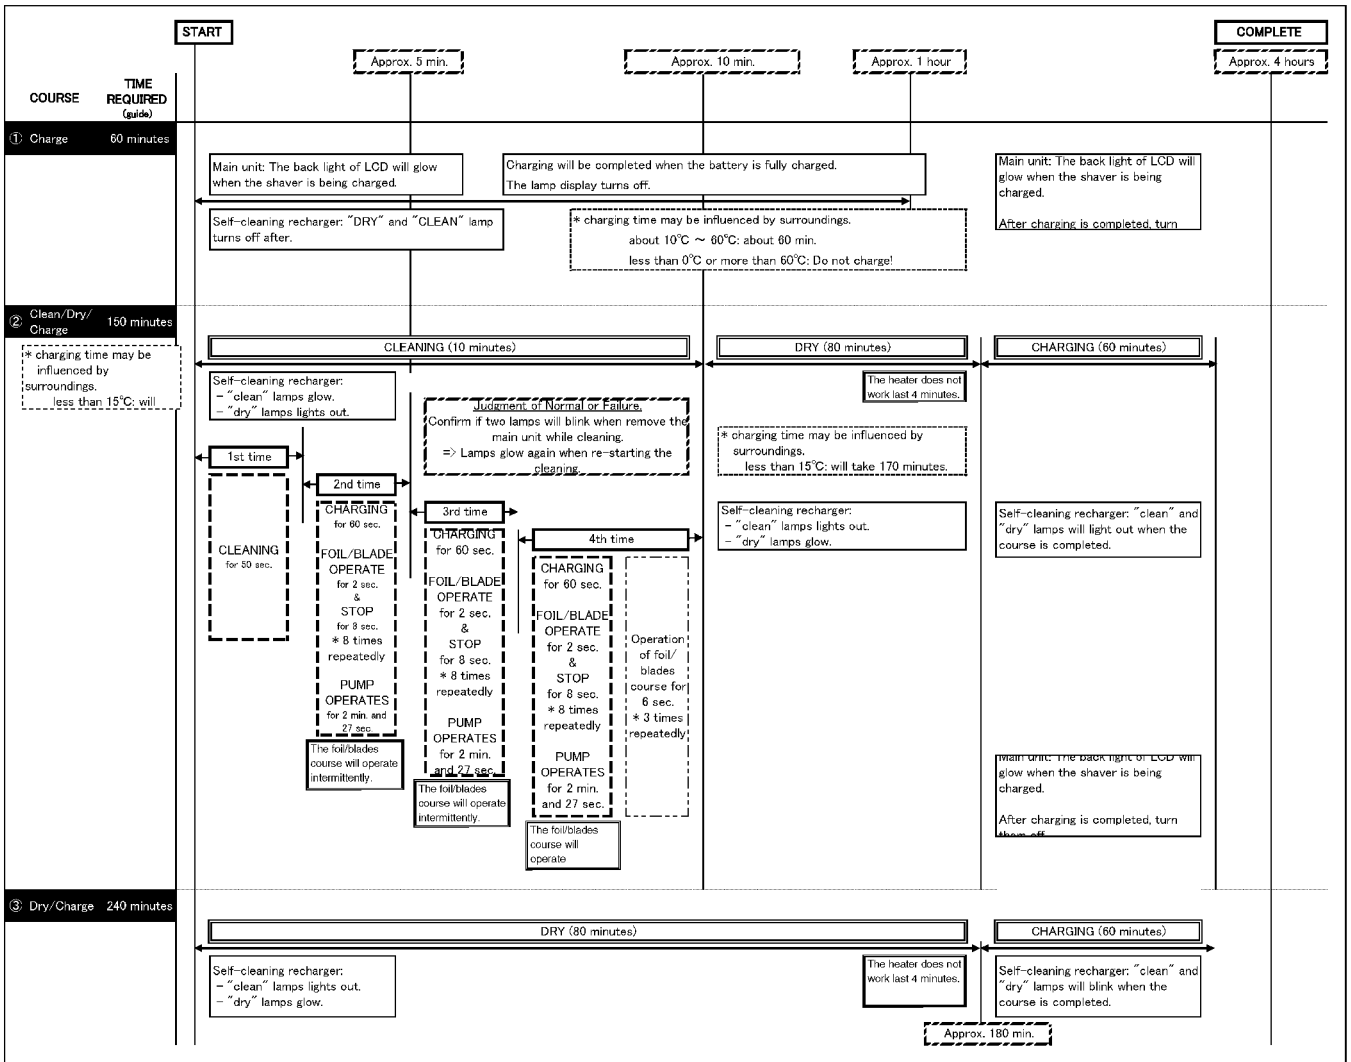 START
COMPLETE
Approx. 5 min.
Approx. 10 min.
Approx. 1 hour
Approx. 4 hours
COURSE
TIME
REQUIRED
(guide)
① Charge 60 minutes
Main unit: The back light of LCD will glow
when the shaver is being charged.
Charging will be completed when the battery is fully charged.
The lamp display turns off.
Main unit: The back light of LCD will
glow when the shaver is being
charged.
After charging is completed, turn
Self-cleaning recharger: "DRY" and "CLEAN" lamp
turns off after.
* charging time may be influenced by surroundings.
about 10℃ ～ 60℃: about 60 min.
less than 0℃ or more than 60℃: Do not charge!
② Clean/Dry/
Charge
150 minutes
* charging time may be
influenced by
surroundings.
less than 15℃: will
CLEANING (10 minutes)
DRY (80 minutes)
CHARGING (60 minutes)
Self-cleaning recharger:
- "clean" lamps glow.
- "dry" lamps lights out.
The heater does not
work last 4 minutes.
Judgment of Normal or Failure.
Confirm if two lamps will blink when remove the
main unit while cleaning.
=> Lamps glow again when re-starting the
cleaning.
* charging time may be influenced by
surroundings.
less than 15℃: will take 170 minutes.
1st time
2nd time
3rd time
4th time
CLEANING
for 50 sec.
CHARGING
for 60 sec.
FOIL/BLADE
OPERATE
for 2 sec.
&
STOP
for 8 sec.
* 8 times
repeatedly
PUMP
OPERATES
for 2 min. and
27 sec.
The foil/blades
course will operate
intermittently.
CHARGING
for 60 sec.
FOIL/BLADE
OPERATE
for 2 sec.
&
STOP
for 8 sec.
* 8 times
repeatedly
PUMP
OPERATES
for 2 min.
and 27 sec.
The foil/blades
course will operate
intermittently.
CHARGING
for 60 sec.
FOIL/BLADE
OPERATE
for 2 sec.
&
STOP
for 8 sec.
* 8 times
repeatedly
PUMP
OPERATES
for 2 min.
and 27 sec.
The foil/blades
course will
operate
Operation
of foil/
blades
course for
6 sec.
* 3 times
repeatedly
Self-cleaning recharger:
- "clean" lamps lights out.
- "dry" lamps glow.
Self-cleaning recharger: "clean" and
"dry" lamps will light out when the
course is completed.
Main unit: The back light of LCD will
glow when the shaver is being
charged.
After charging is completed, turn
them off.
③ Dry/Charge 240 minutes
DRY (80 minutes)
CHARGING (60 minutes)
Self-cleaning recharger:
- "clean" lamps lights out.
- "dry" lamps glow.
The heater does not
work last 4 minutes.
Self-cleaning recharger: "clean" and
"dry" lamps will blink when the
course is completed.
Approx. 180 min.